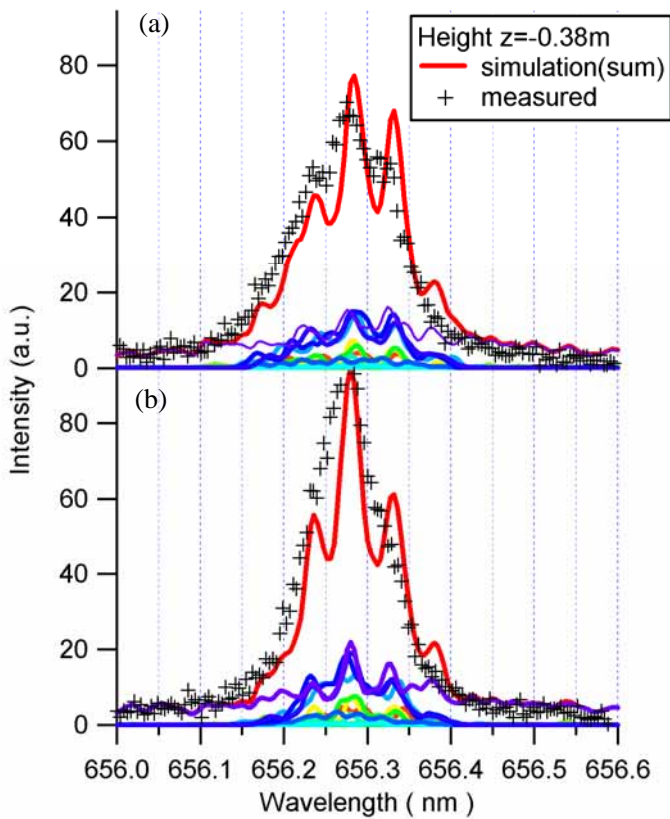 (a)
Height z=-0.38m
simulation(sum)
+ measured
80
60
40
20
0
(b)
80
60
40
20
0
Intensity (a.u.)
656.0 656.1 656.2 656.3 656.4 656.5 656.6
Wavelength ( nm )